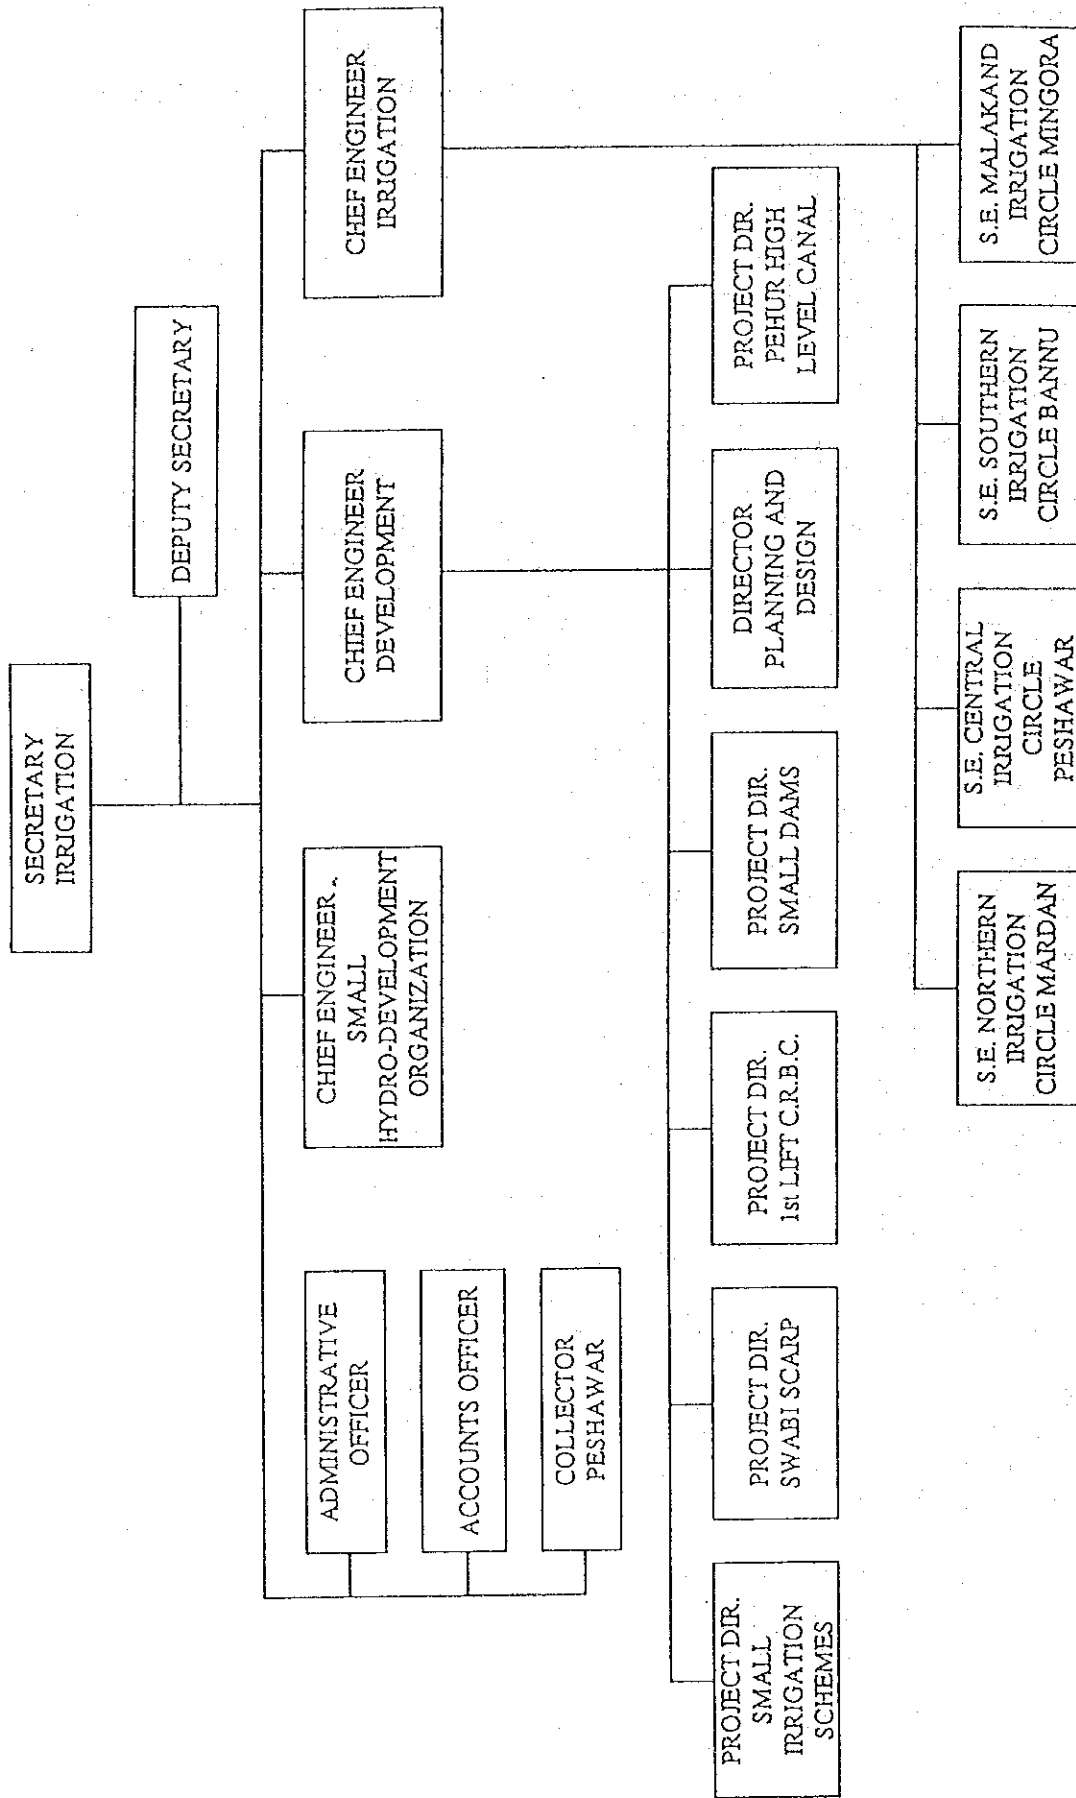 SECRETARY
IRRIGATION
DEPUTY SECRETARY
ADMINISTRATIVE
OFFICER
ACCOUNTS OFFICER
COLLECTOR
PESHAWAR
CHIEF ENGINEER
SMALL
HYDRO-DEVELOPMENT
ORGANIZATION
CHIEF ENGINEER
DEVELOPMENT
CHEF ENGINEER
IRRIGATION
PROJECT DIR.
SMALL
IRRIGATION
SCHEMES
PROJECT DIR.
SWABI SCARP
PROJECT DIR.
1st LIFT C.R.B.C.
PROJECT DIR.
SMALL DAMS
DIRECTOR
PLANNING AND
DESIGN
PROJECT DIR.
PEHUR HIGH
LEVEL CANAL
S.E. NORTHERN
IRRIGATION
CIRCLE MARDAN
S.E. CENTRAL
IRRIGATION
CIRCLE
PESHAWAR
S.E. SOUTHERN
IRRIGATION
CIRCLE BANNU
S.E. MALAKAND
IRRIGATION
CIRCLE MINGORA